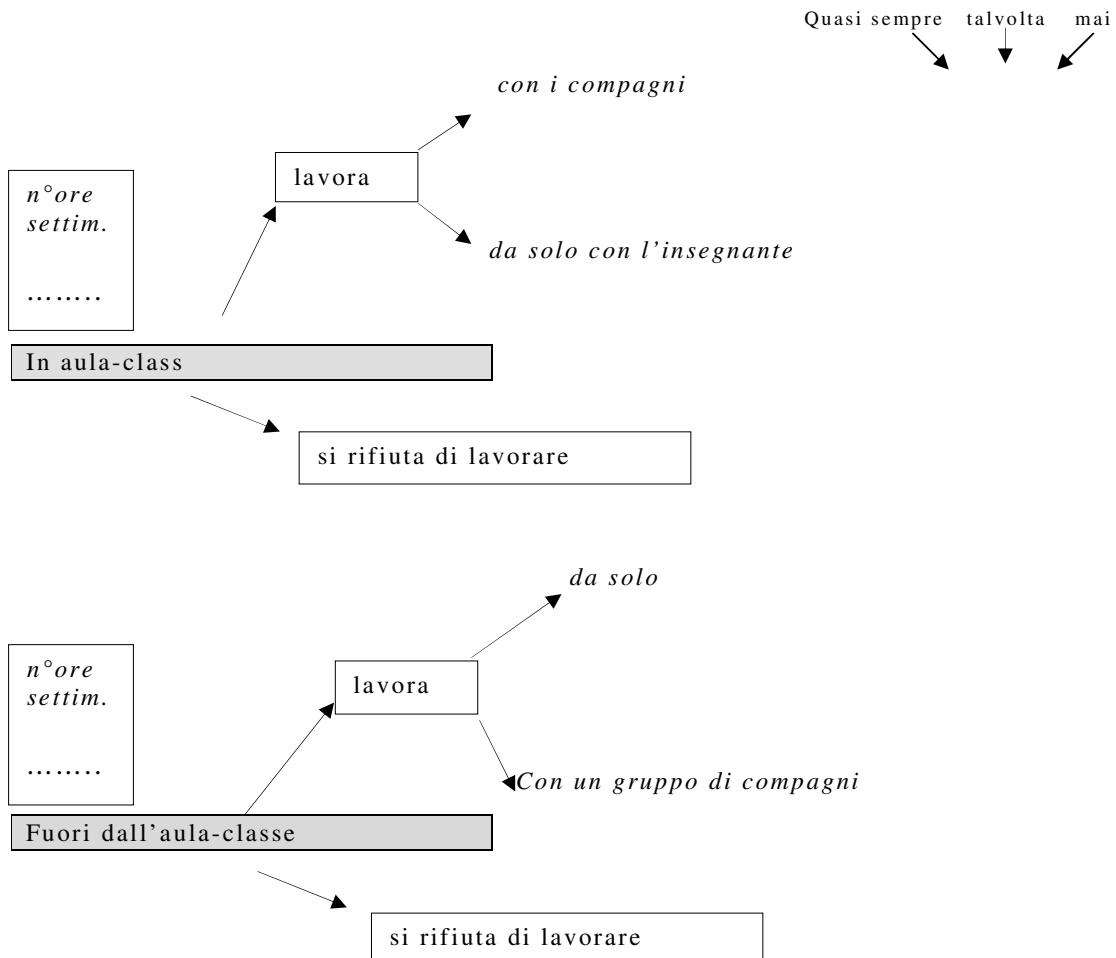 Quasi sempre talvolta mai
con i compagni
lavora
n°ore
settim.
……..
da solo con l'insegnante
In aula-class
si rifiuta di lavorare
da solo
n°ore
settim.
……..
lavora
Con un gruppo di compagni
Fuori dall'aula-classe
si rifiuta di lavorare